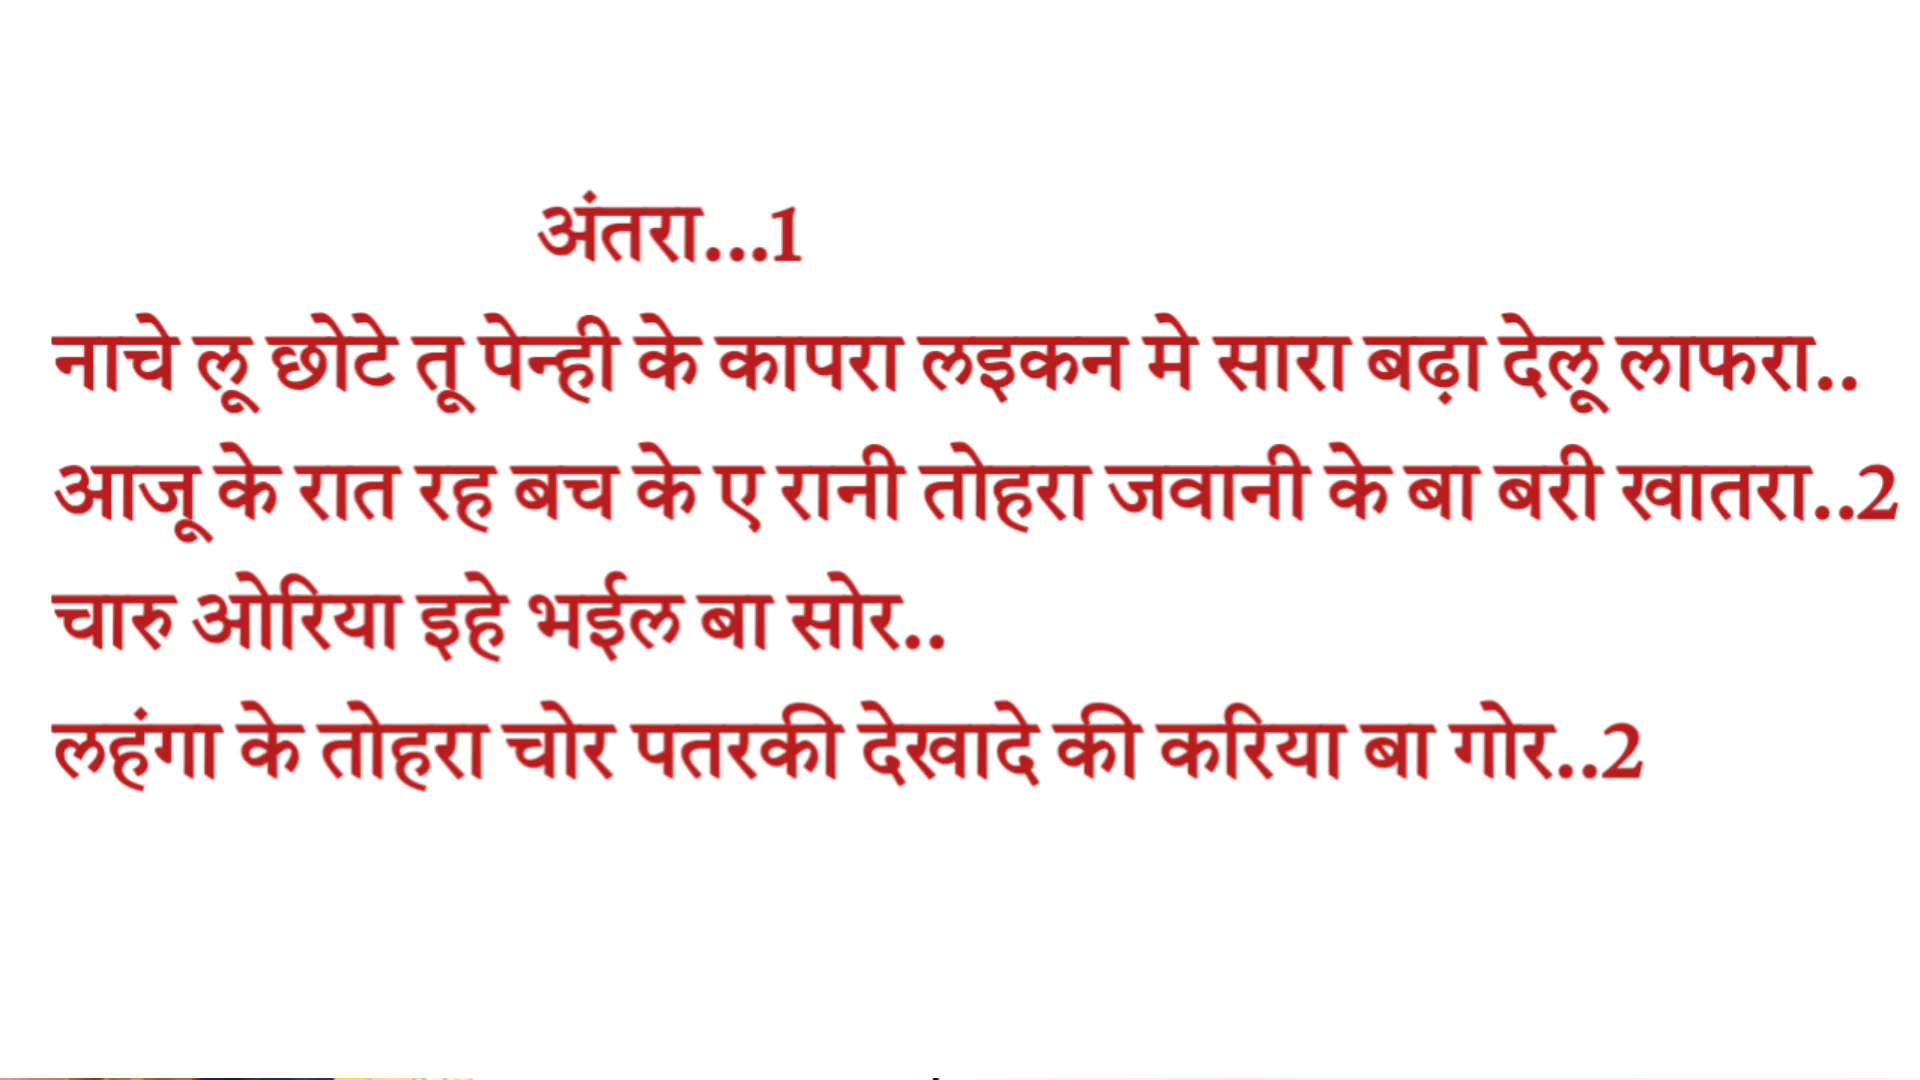 अंतरा...1
नाचे लू छोटे तू पेन्ही के कापरा लइकन मे सारा बढ़ा देलू लाफरा..
आजू के रात रह बच के ए रानी तोहरा जवानी के बा बरी खातरा..2
चारु ओरिया इहे भईल बा सोर..
लहंगा के तोहरा चोर पतरकी देखादे की करिया बा गोर..2